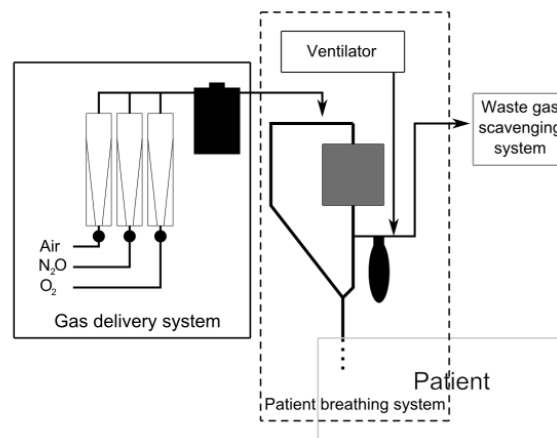 Ventilator
Waste gas
scavenging
system
Air
N₂O
O₂
Gas delivery system
Patient
Patient breathing system